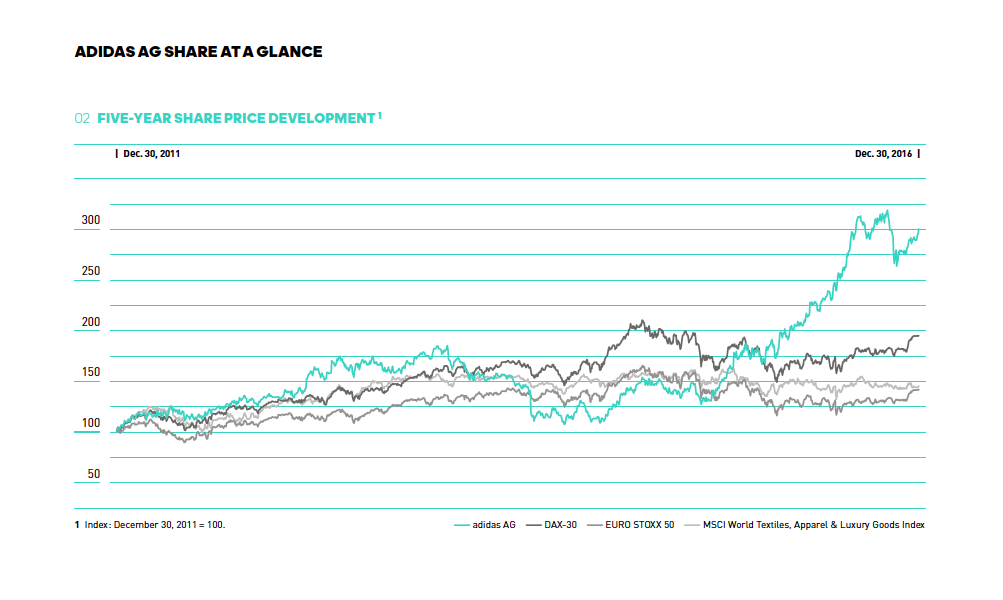 ADIDAS AG SHARE AT A GLANCE
02 FIVE-YEAR SHARE PRICE DEVELOPMENT ¹
| Dec. 30, 2011
Dec. 30, 2016 |
300
250
200
150
100
50
1 Index: December 30, 2011 = 100.
adidas AG
DAX-30
EURO STOXX 50
MSCI World Textiles, Apparel & Luxury Goods Index